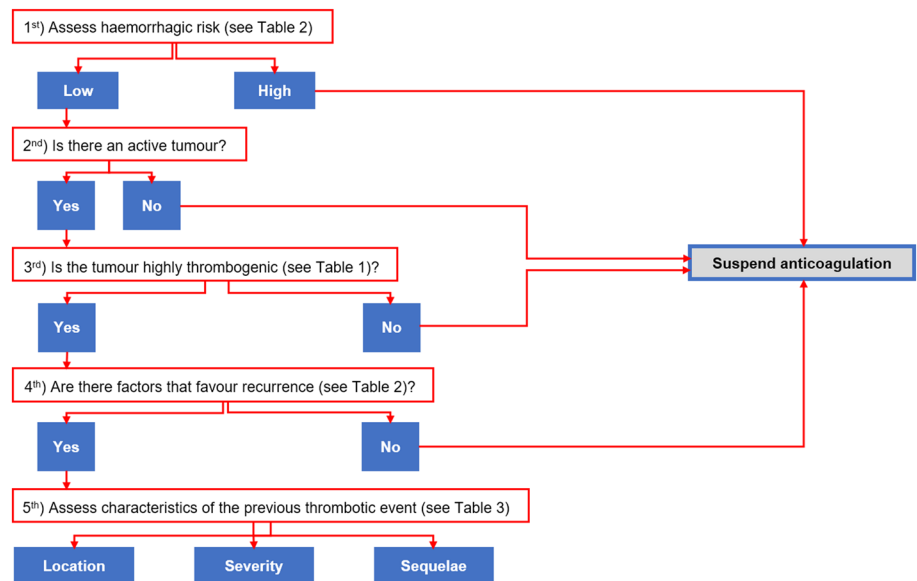 1st) Assess haemorrhagic risk (see Table 2)
Low
High
2nd) Is there an active tumour?
Yes
No
Suspend anticoagulation
3rd) Is the tumour highly thrombogenic (see Table 1)?
Yes
No
4th) Are there factors that favour recurrence (see Table 2)?
Yes
No
5th) Assess characteristics of the previous thrombotic event (see Table 3)
Location
Severity
Sequelae